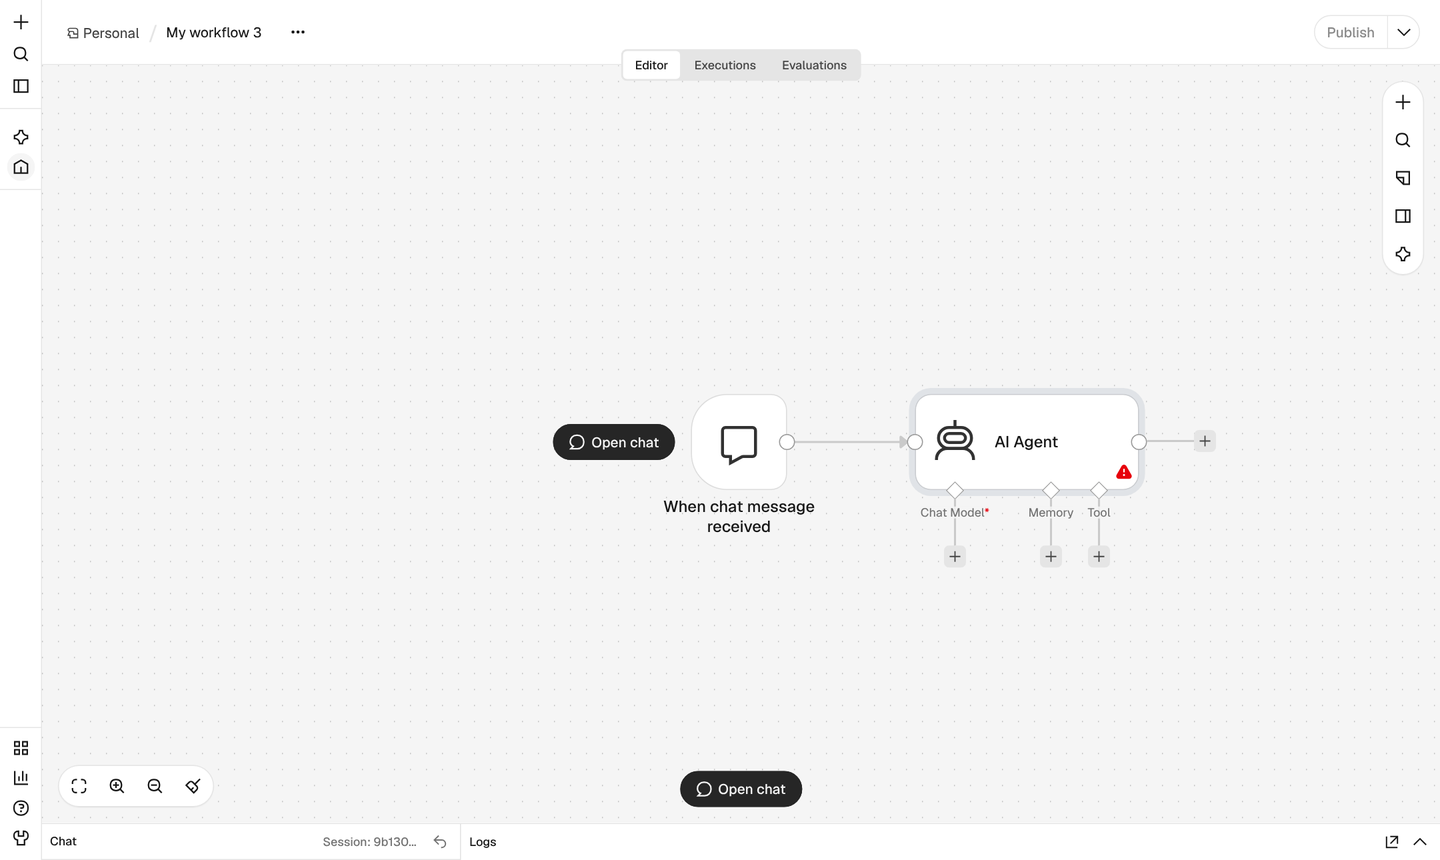 Personal / My workflow 3
Publish
Editor Executions Evaluations
Open chat
AI Agent
When chat message
received
Chat Model*
Memory
Tool
Open chat
Chat
Session: 9b130...
Logs